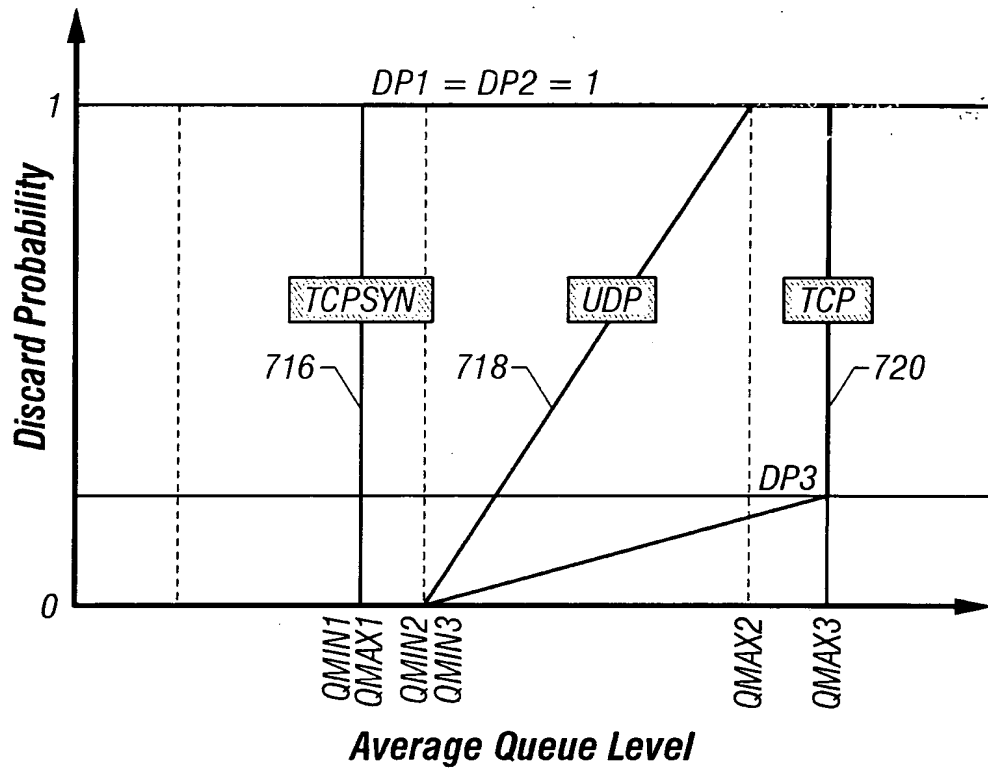 DP1 = DP2 = 1
1
Discard Probability
TCPSYN
UDP
TCP
716
718
720
DP3
0
QMIN1
QMAX1
QMIN2
QMIN3
QMAX2
QMAX3
Average Queue Level